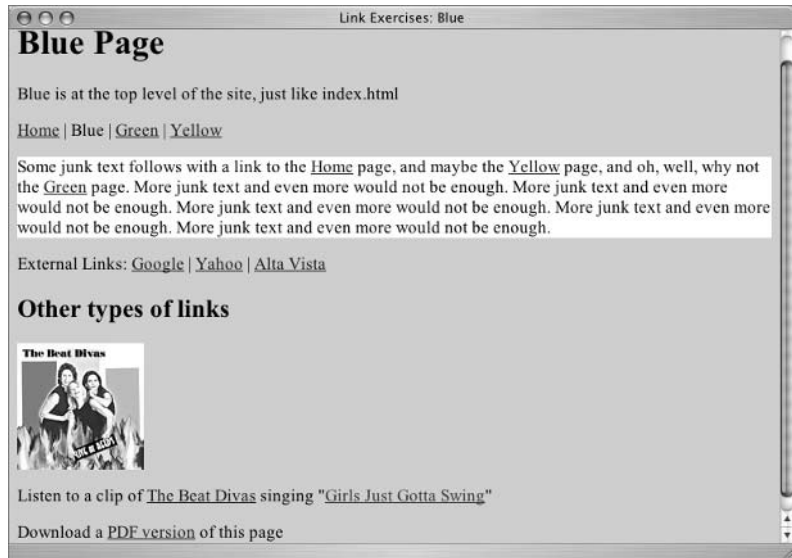 Link Exercises: Blue
Blue Page
Blue is at the top level of the site, just like index.html
Home | Blue | Green | Yellow
Some junk text follows with a link to the Home page, and maybe the Yellow page, and oh, well, why not
the Green page. More junk text and even more would not be enough. More junk text and even more
would not be enough. More junk text and even more would not be enough. More junk text and even more
would not be enough. More junk text and even more would not be enough.
External Links: Google | Yahoo | Alta Vista
Other types of links
The Beat Divas
Listen to a clip of The Beat Divas singing "Girls Just Gotta Swing"
Download a PDF version of this page